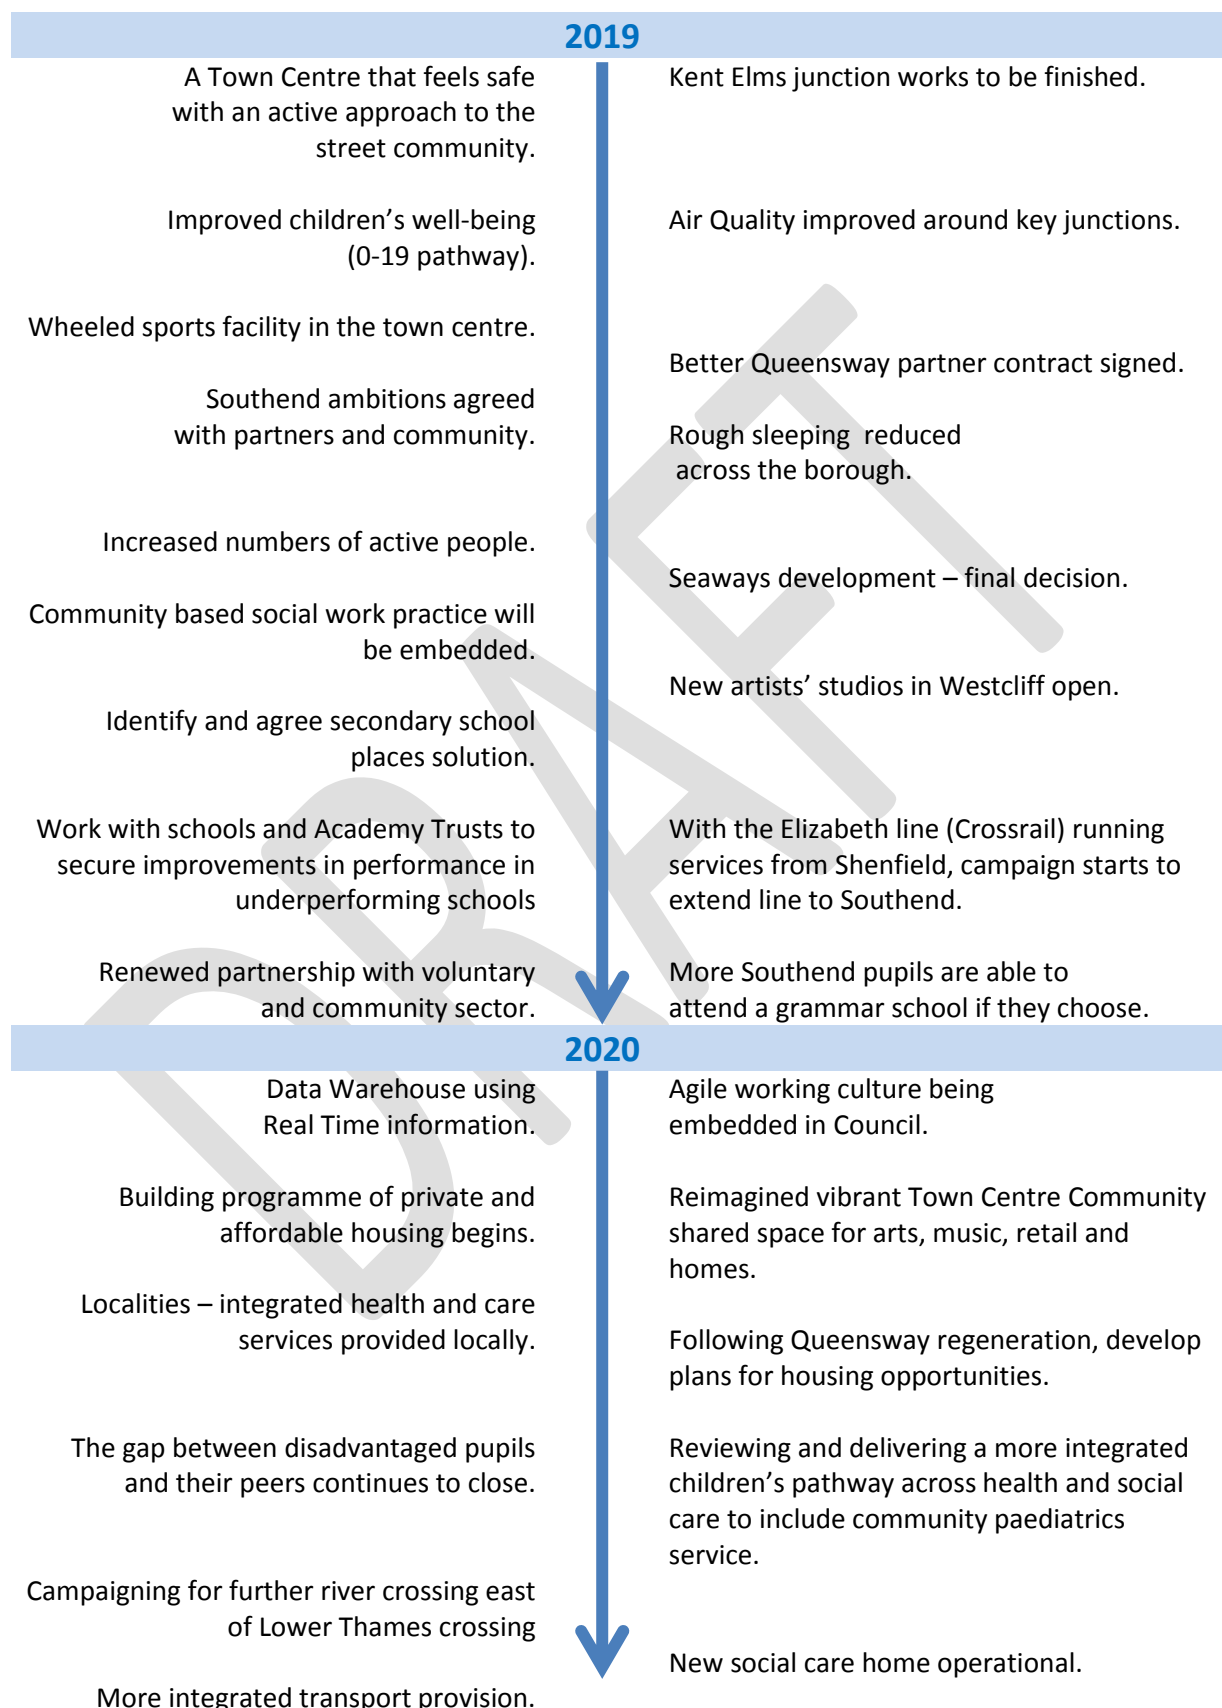 2019
A Town Centre that feels safe
with an active approach to the
street community.
Improved children’s well-being
(0-19 pathway).
Wheeled sports facility in the town centre.
Southend ambitions agreed
with partners and community.
Increased numbers of active people.
Community based social work practice will
be embedded.
Identify and agree secondary school
places solution.
Work with schools and Academy Trusts to
secure improvements in performance in
underperforming schools
Renewed partnership with voluntary
and community sector.
Kent Elms junction works to be finished.
Air Quality improved around key junctions.
Better Queensway partner contract signed.
Rough sleeping  reduced
across the borough.
Seaways development – final decision.
New artists’ studios in Westcliff open.
With the Elizabeth line (Crossrail) running
services from Shenfield, campaign starts to
extend line to Southend.
More Southend pupils are able to
attend a grammar school if they choose.
2020
Data Warehouse using
Real Time information.
Building programme of private and
affordable housing begins.
Localities – integrated health and care
services provided locally.
The gap between disadvantaged pupils
and their peers continues to close.
Campaigning for further river crossing east
of Lower Thames crossing
More integrated transport provision.
Agile working culture being
embedded in Council.
Reimagined vibrant Town Centre Community
shared space for arts, music, retail and
homes.
Following Queensway regeneration, develop
plans for housing opportunities.
Reviewing and delivering a more integrated
children’s pathway across health and social
care to include community paediatrics
service.
New social care home operational.
DRAFT